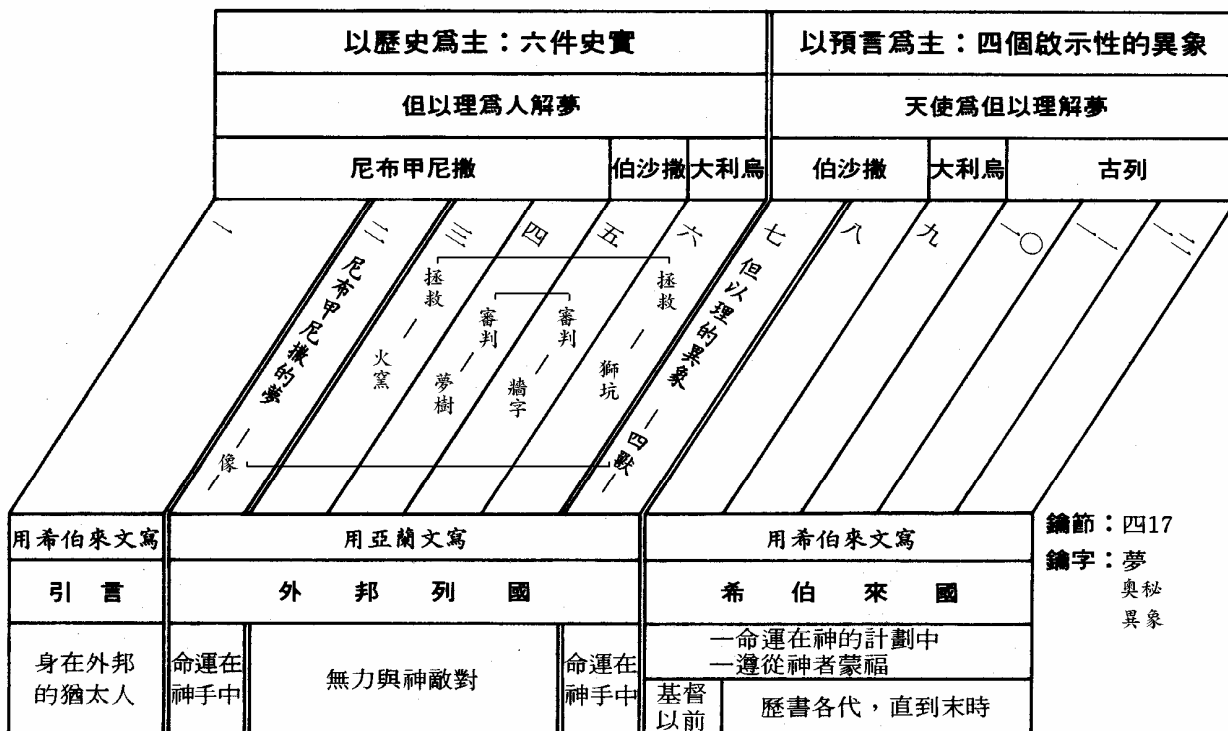 以歷史爲主：六件史實
以預言爲主：四個啟示性的異象
但以理爲人解夢
天使爲但以理解夢
尼布甲尼撒
伯沙撒
大利烏
伯沙撒
大利烏
古列
一
二
三
四
五
六
七
八
九
一〇
一一
一二
尼布甲尼撒的夢—像—
拯救—火窯
審判—夢樹
審判—牆字
拯救—獅坑
但以理的異象—四獸—
用希伯來文寫
用亞蘭文寫
用希伯來文寫
引言
外邦列國
希伯來國
身在外邦
的猶太人
命運在
神手中
無力與神敵對
命運在
神手中
—命運在神的計劃中
—遵從神者蒙福
基督
以前
歷書各代，直到末時
鑰節：四17
鑰字：夢
奧秘
異象